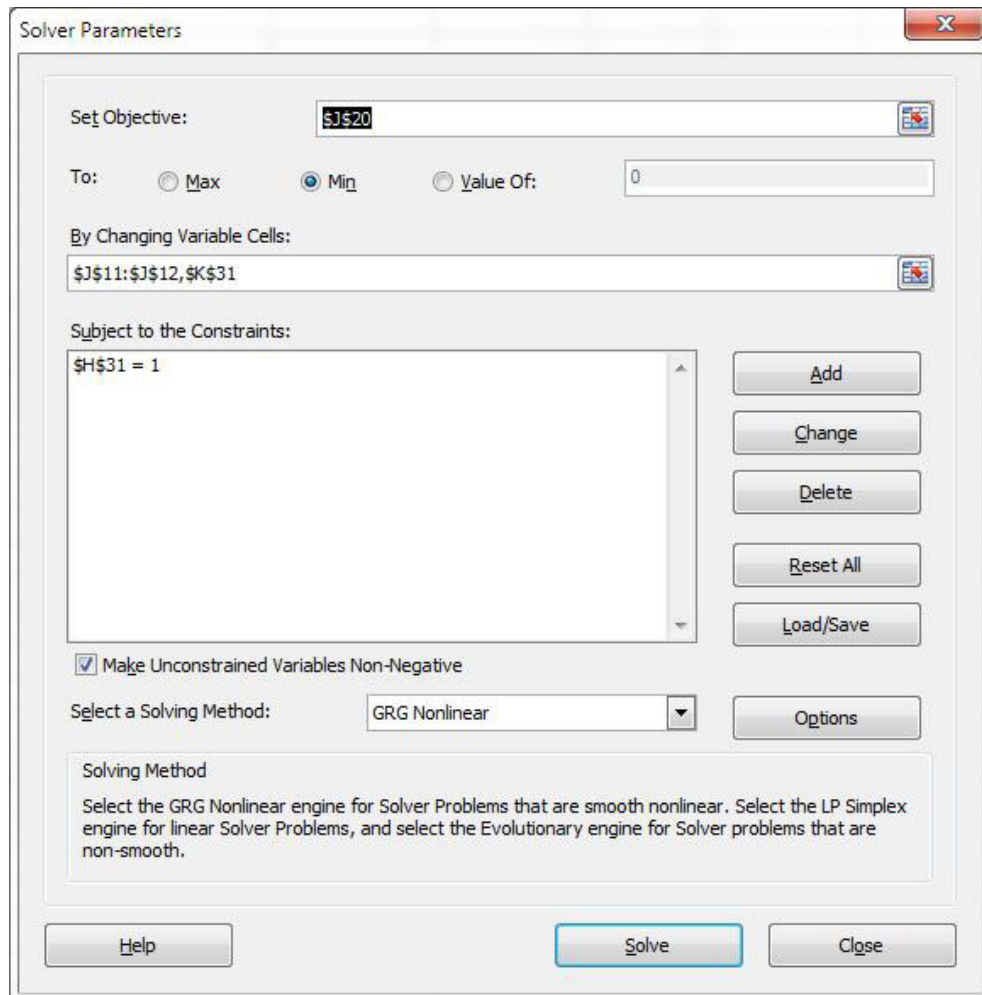 Solver Parameters
Set Objective:
$J$20
To:
Max
Min
Value Of:
0
By Changing Variable Cells:
$J$11:$J$12,$K$31
Subject to the Constraints:
$H$31 = 1
Add
Change
Delete
Reset All
Load/Save
Make Unconstrained Variables Non-Negative
Select a Solving Method:
GRG Nonlinear
Options
Solving Method
Select the GRG Nonlinear engine for Solver Problems that are smooth nonlinear. Select the LP Simplex
engine for linear Solver Problems, and select the Evolutionary engine for Solver problems that are
non-smooth.
Help
Solve
Close